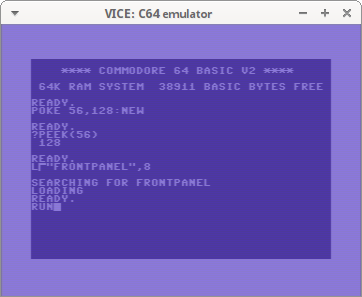 VICE: C64 emulator
**** COMMODORE 64 BASIC V2 ****
64K RAM SYSTEM 38911 BASIC BYTES FREE
READY.
POKE 56,128:NEW
READY.
?PEEK(56)
128
READY.
L┌"FRONTPANEL",8
SEARCHING FOR FRONTPANEL
LOADING
READY.
RUN